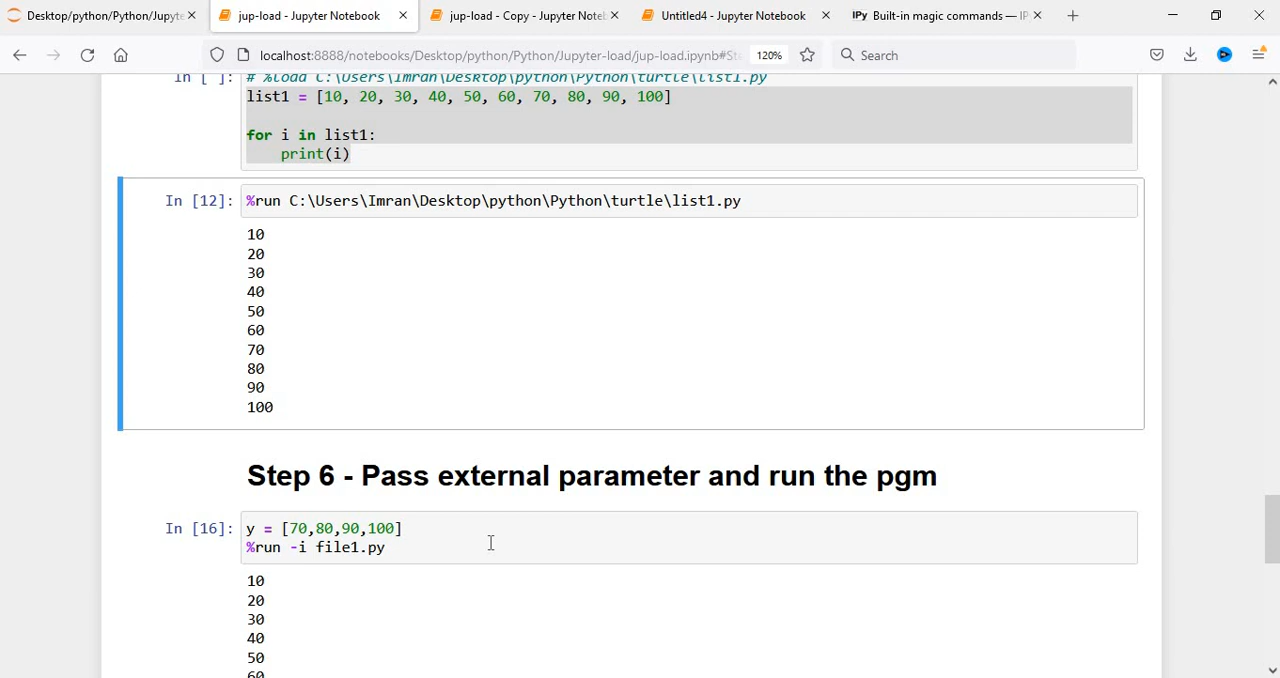 Desktop/python/Python/Jupyte
jup-load - Jupyter Notebook
jup-load - Copy - Jupyter Noteb
Untitled4 - Jupyter Notebook
IPy Built-in magic commands — IP
localhost:8888/notebooks/Desktop/python/Python/Jupyter-load/jup-load.ipynb#St
120%
Search
In [ ]: # %load C:\Users\Imran\Desktop\python\Python\turtle\list1.py
list1 = [10, 20, 30, 40, 50, 60, 70, 80, 90, 100]
for i in list1:
    print(i)
In [12]: %run C:\Users\Imran\Desktop\python\Python\turtle\list1.py
10
20
30
40
50
60
70
80
90
100
Step 6 - Pass external parameter and run the pgm
In [16]: y = [70,80,90,100]
%run -i file1.py
10
20
30
40
50
60